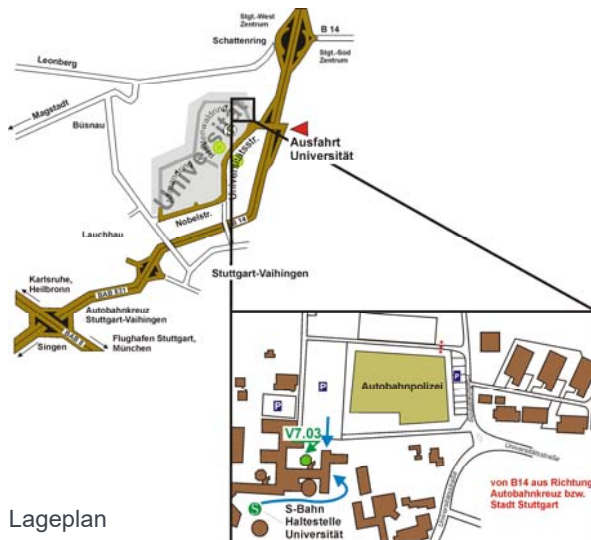 Stgt.-West
Zentrum
B 14
Schattenring
Stgt.-Süd
Zentrum
Leonberg
Magstadt
Büsnau
Universität
Ausfahrt
Universität
Universitätsstr.
Nobelstr.
B 14
Lauchhau
Stuttgart-Vaihingen
Karlsruhe,
Heilbronn
BAB 831
Autobahnkreuz
Stuttgart-Vaihingen
BAB 8
Flughafen Stuttgart,
München
Singen
Autobahnpolizei
P
P
P
V7.03
Universitätsstraße
Universitätsstraße
von B14 aus Richtung
Autobahnkreuz bzw.
Stadt Stuttgart
S
S-Bahn
Haltestelle
Universität
Lageplan